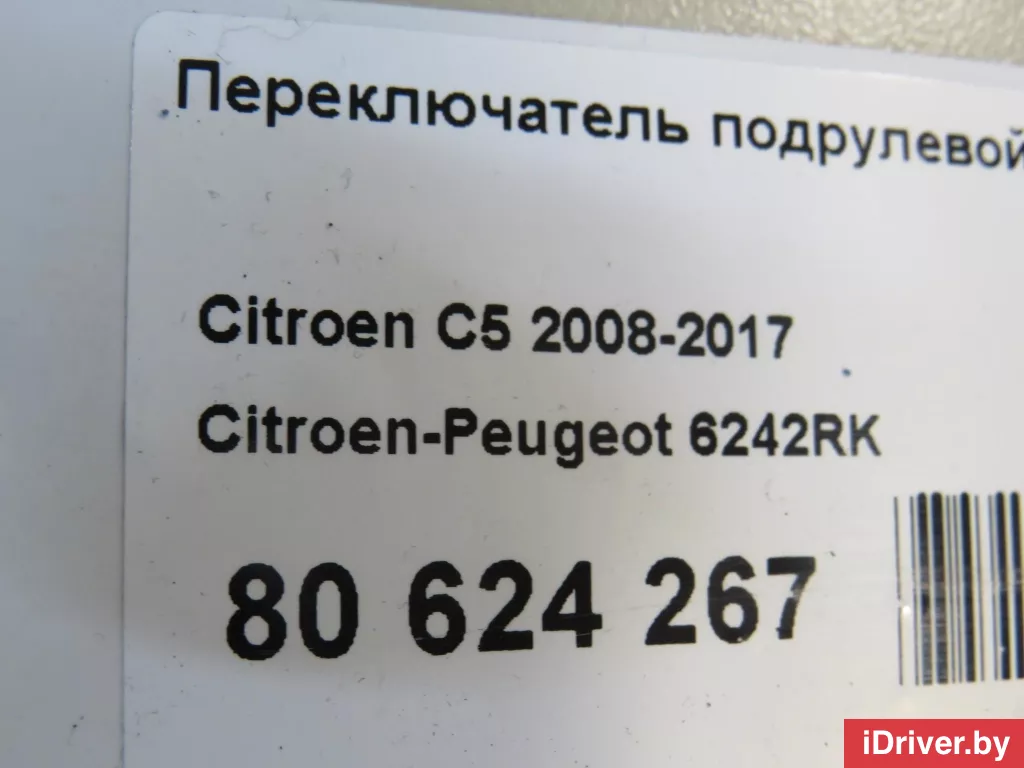 Переключатель подрулевой
Citroen C5 2008-2017
Citroen-Peugeot 6242RK
80 624 267
iDriver.by